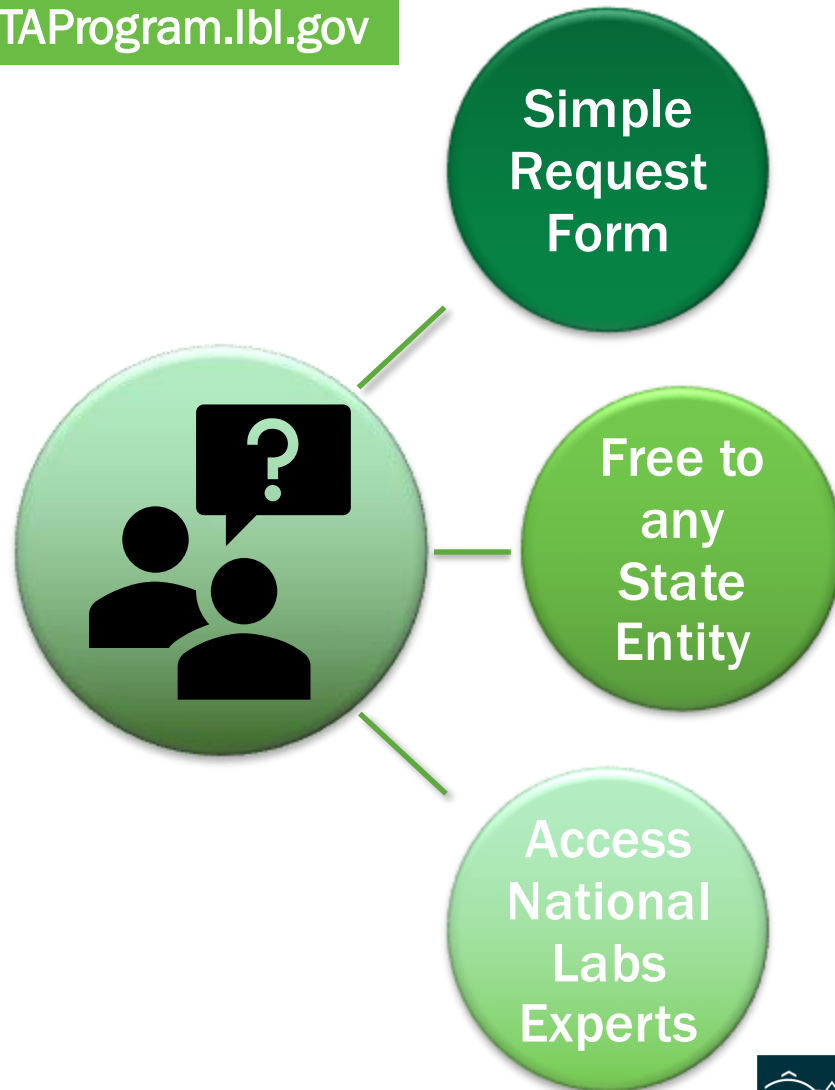 TAProgram.lbl.gov
Simple
Request
Form
?
Free to
any
State
Entity
Access
National
Labs
Experts